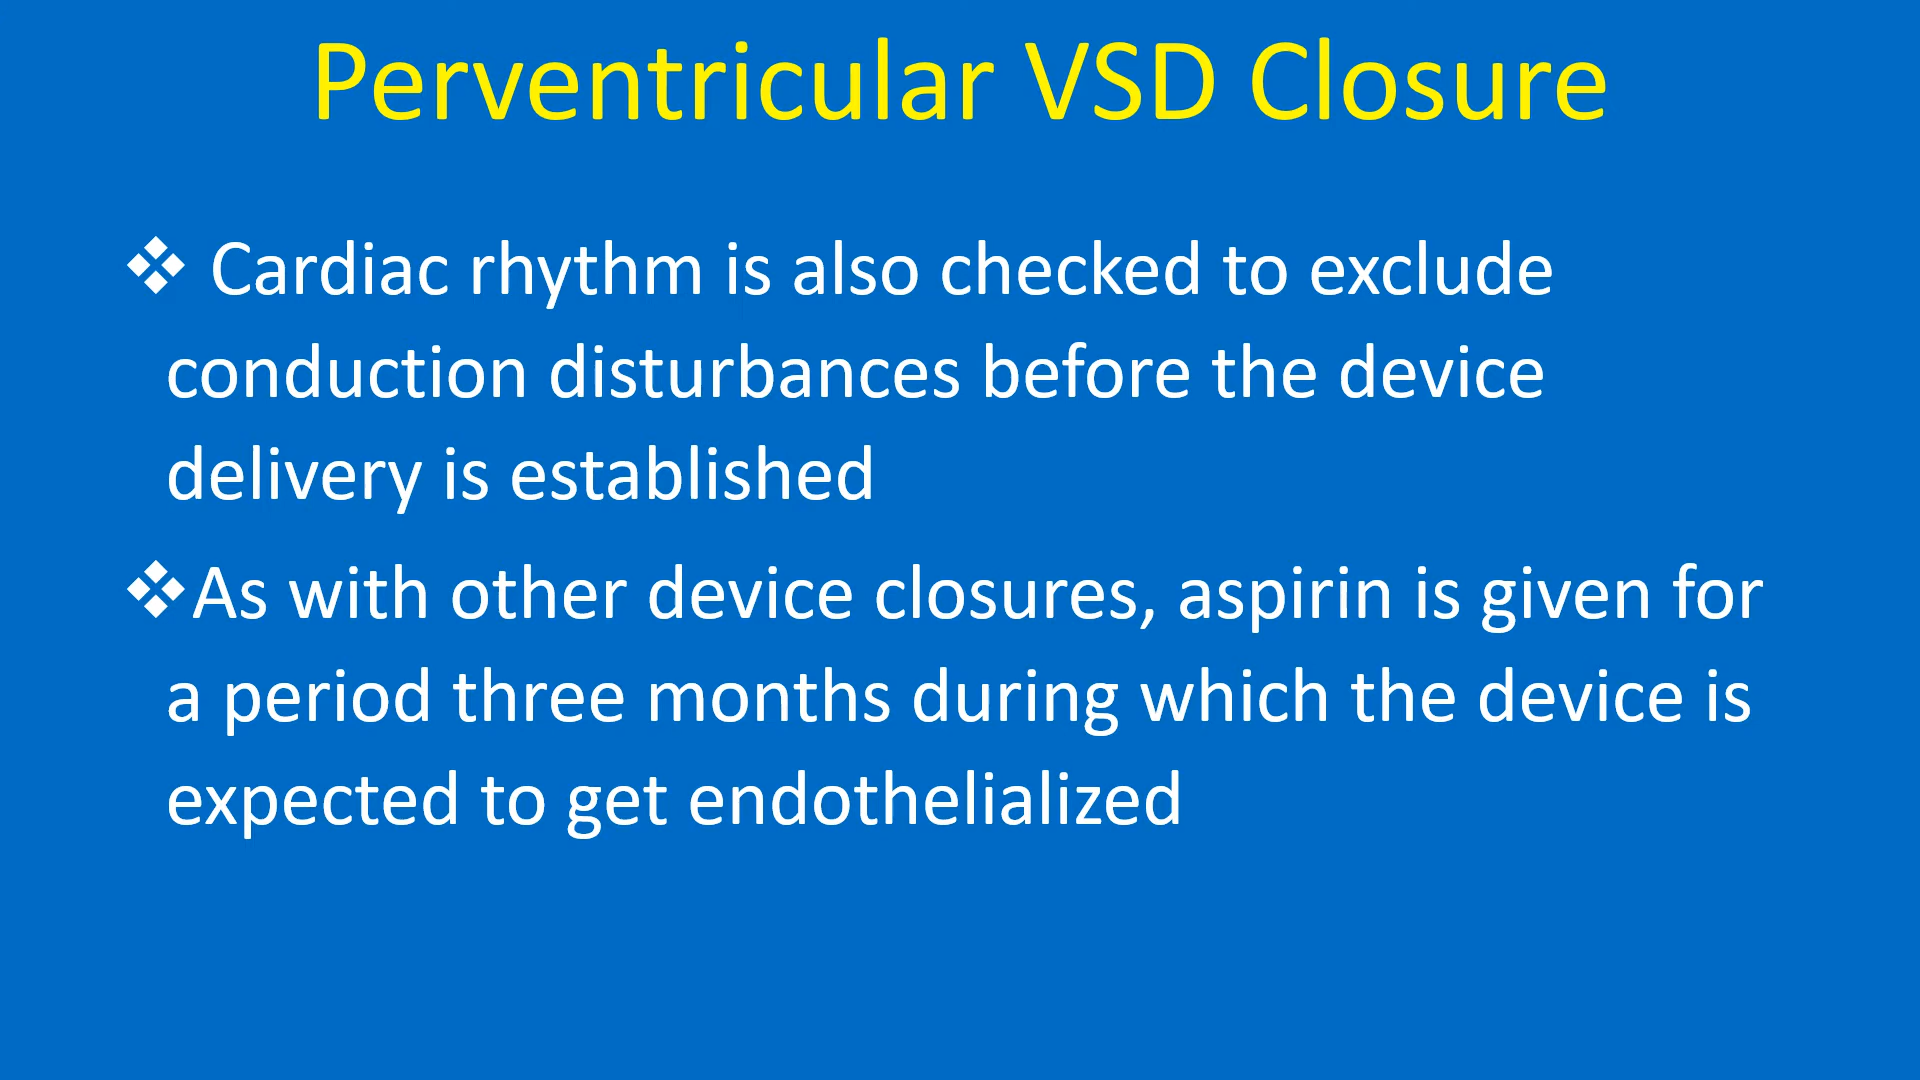 Perventricular VSD Closure
❖ Cardiac rhythm is also checked to exclude
conduction disturbances before the device
delivery is established
❖As with other device closures, aspirin is given for
a period three months during which the device is
expected to get endothelialized